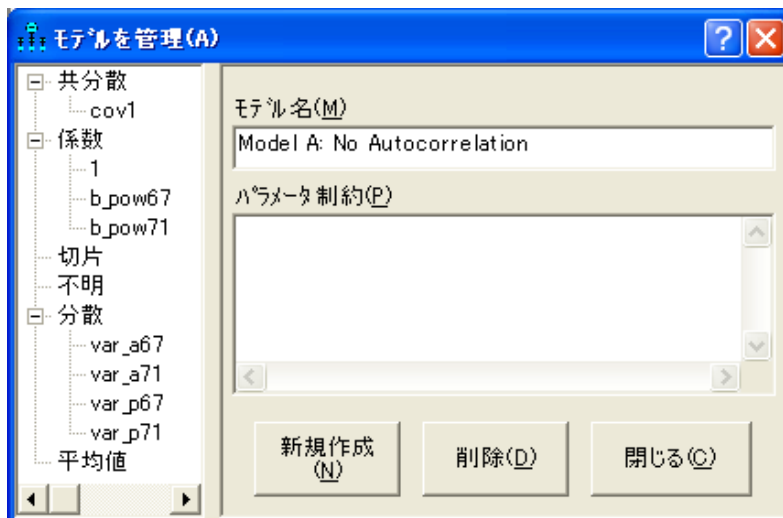 モデルを管理(A)
共分散
cov1
係数
1
b_pow67
b_pow71
切片
不明
分散
var_a67
var_a71
var_p67
var_p71
平均値
モデル名(M)
Model A: No Autocorrelation
パラメータ制約(P)
新規作成
(N)
削除(D)
閉じる(C)